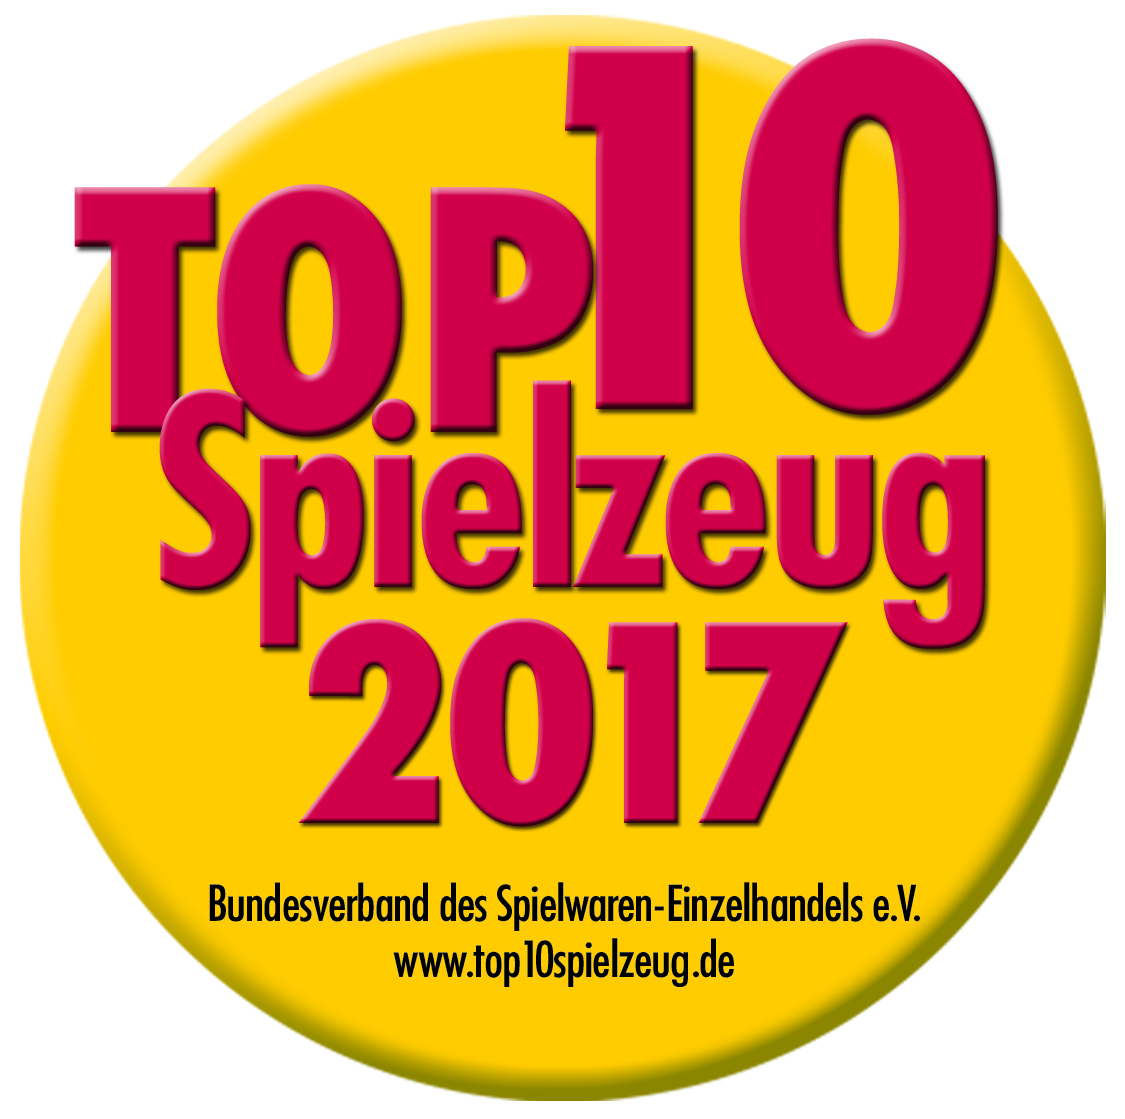 TOP10
Spielzeug
2017
Bundesverband des Spielwaren-Einzelhandels e.V.
www.top10spielzeug.de